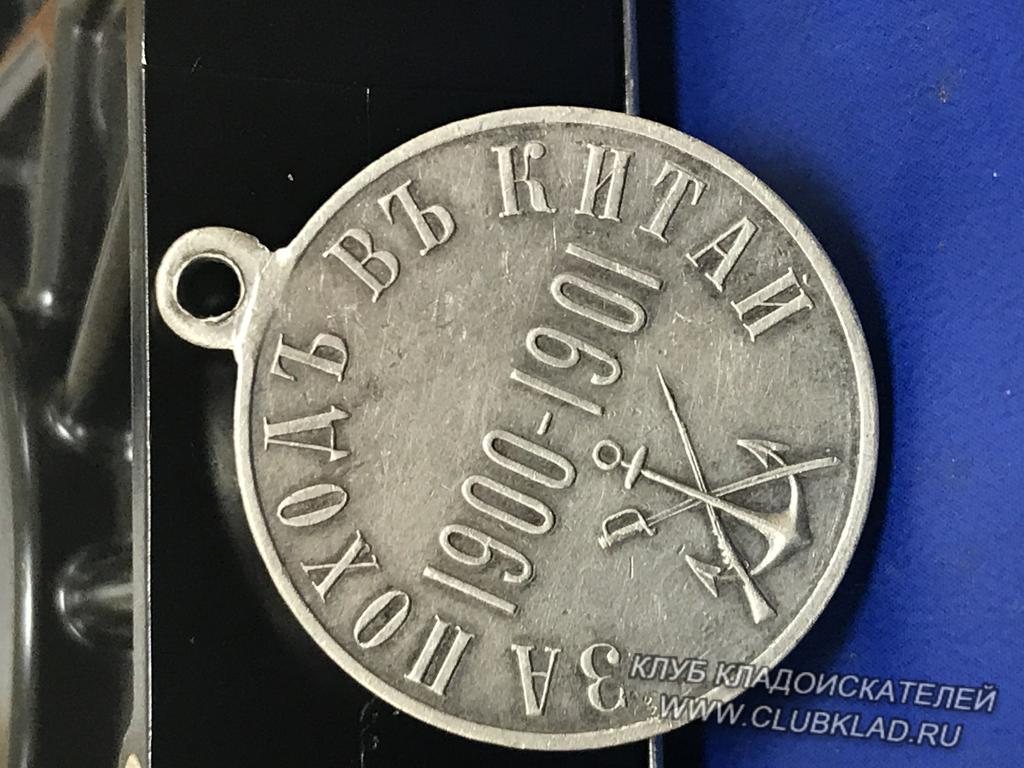 ЗА ПОХОДЪ ВЪ КИТАЙ
1900-1901
КЛУБ КЛАДОИСКАТЕЛЕЙ
WWW.CLUBKLAD.RU